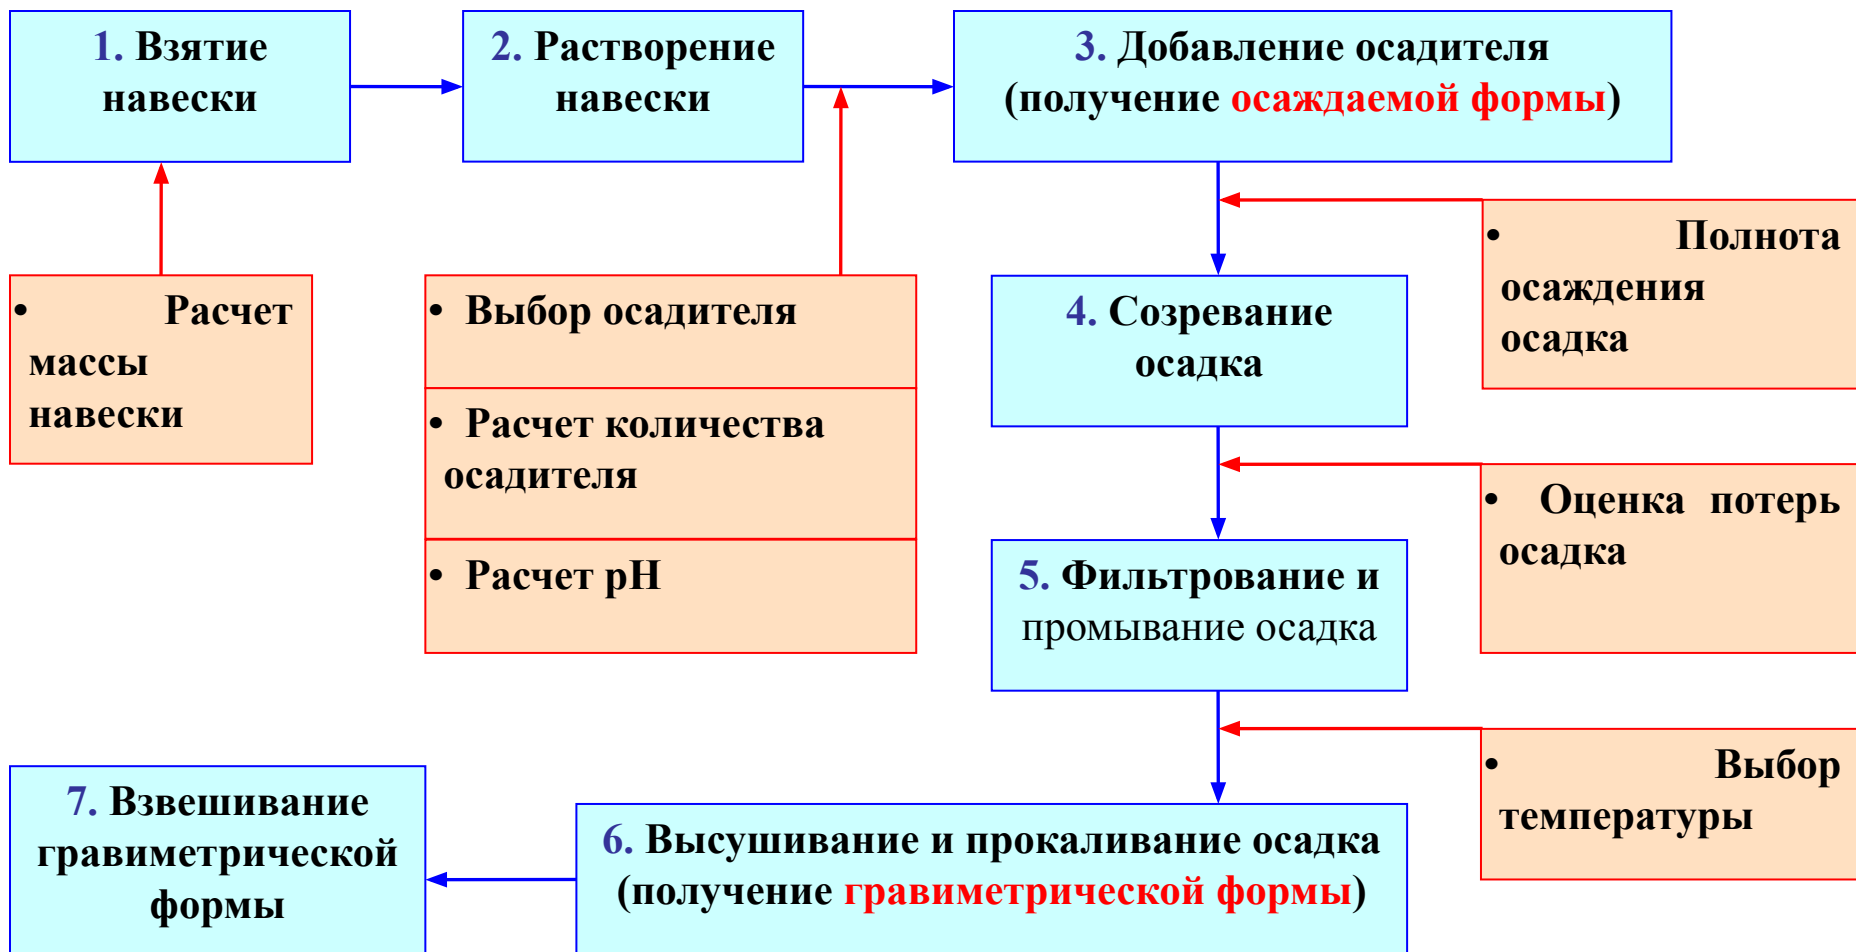 1. Взятие
навески
2. Растворение
навески
3. Добавление осадителя
(получение осаждаемой формы)
• Полнота
осаждения
осадка
• Расчет
массы
навески
• Выбор осадителя
• Расчет количества
осадителя
• Расчет pH
4. Созревание
осадка
• Оценка потерь
осадка
5. Фильтрование и
промывание осадка
• Выбор
температуры
7. Взвешивание
гравиметрической
формы
6. Высушивание и прокаливание осадка
(получение гравиметрической формы)